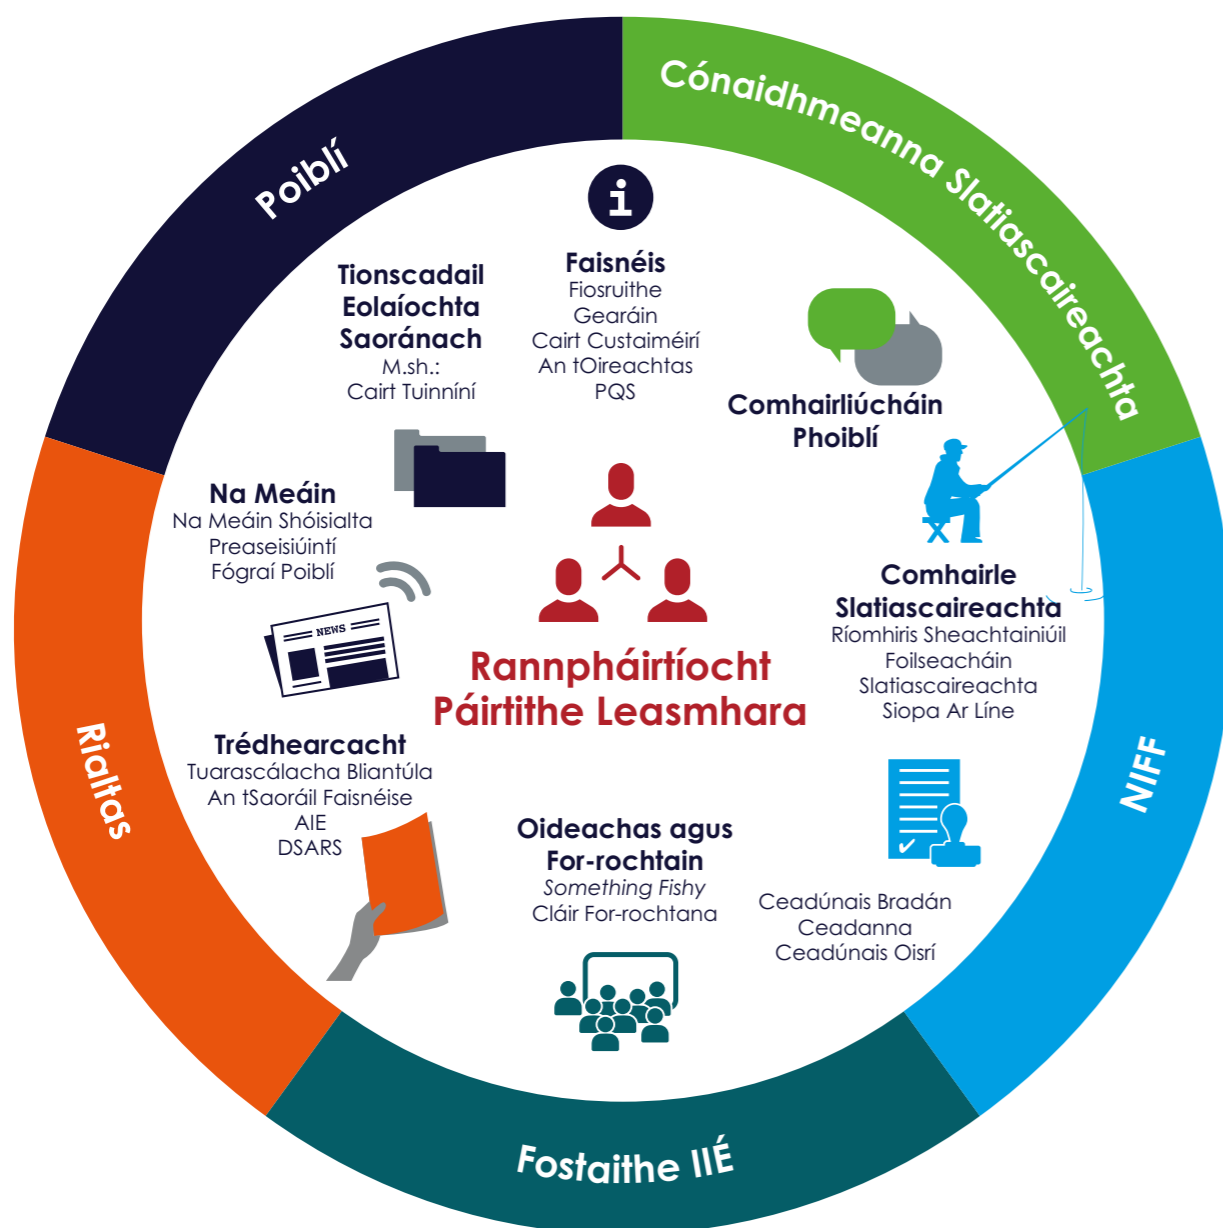 Poiblí
Cónaidhmeanna Slatiascaireachta
Faisnéis
Fiosruithe
Gearáin
Cairt Custaiméirí
An tOireachtas
PQS
Tionscadail
Eolaíochta
Saoránach
M.sh.:
Cairt Tuinníní
Comhairliúcháin
Phoiblí
Na Meáin
Na Meáin Shóisialta
Preaseisiúintí
Fógraí Poiblí
NEWS
Comhairle
Slatiascaireachta
Ríomhiris Sheachtainiúil
Foilseacháin
Slatiascaireachta
Siopa Ar Líne
Rannpháirtíocht
Páirtithe Leasmhara
Trédhearcacht
Tuarascálacha Bliantúla
An tSaoráil Faisnéise
AIE
DSARS
Oideachas agus
For-rochtain
Something Fishy
Cláir For-rochtana
Ceadúnais Bradán
Ceadanna
Ceadúnais Oisrí
Rialtas
NIFF
Fostaithe IIÉ